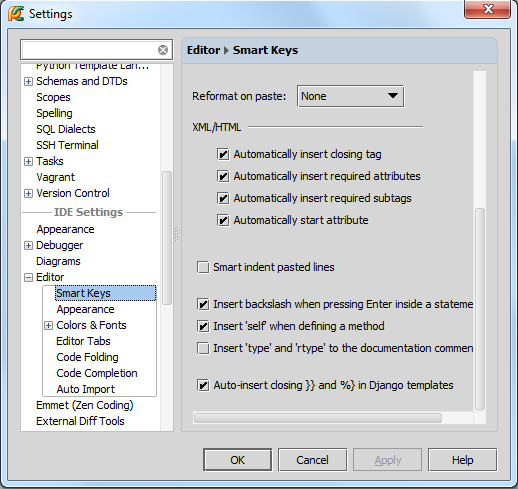 Settings
Python Template Lan...
Schemas and DTDs
Scopes
Spelling
SQL Dialects
SSH Terminal
Tasks
Vagrant
Version Control
IDE Settings
Appearance
Debugger
Diagrams
Editor
Smart Keys
Appearance
Colors & Fonts
Editor Tabs
Code Folding
Code Completion
Auto Import
Emmet (Zen Coding)
External Diff Tools
Editor ▸ Smart Keys
Reformat on paste: None
XML/HTML
Automatically insert closing tag
Automatically insert required attributes
Automatically insert required subtags
Automatically start attribute
Smart indent pasted lines
Insert backslash when pressing Enter inside a stateme
Insert 'self' when defining a method
Insert 'type' and 'rtype' to the documentation commen
Auto-insert closing }} and %} in Django templates
OK Cancel Apply Help